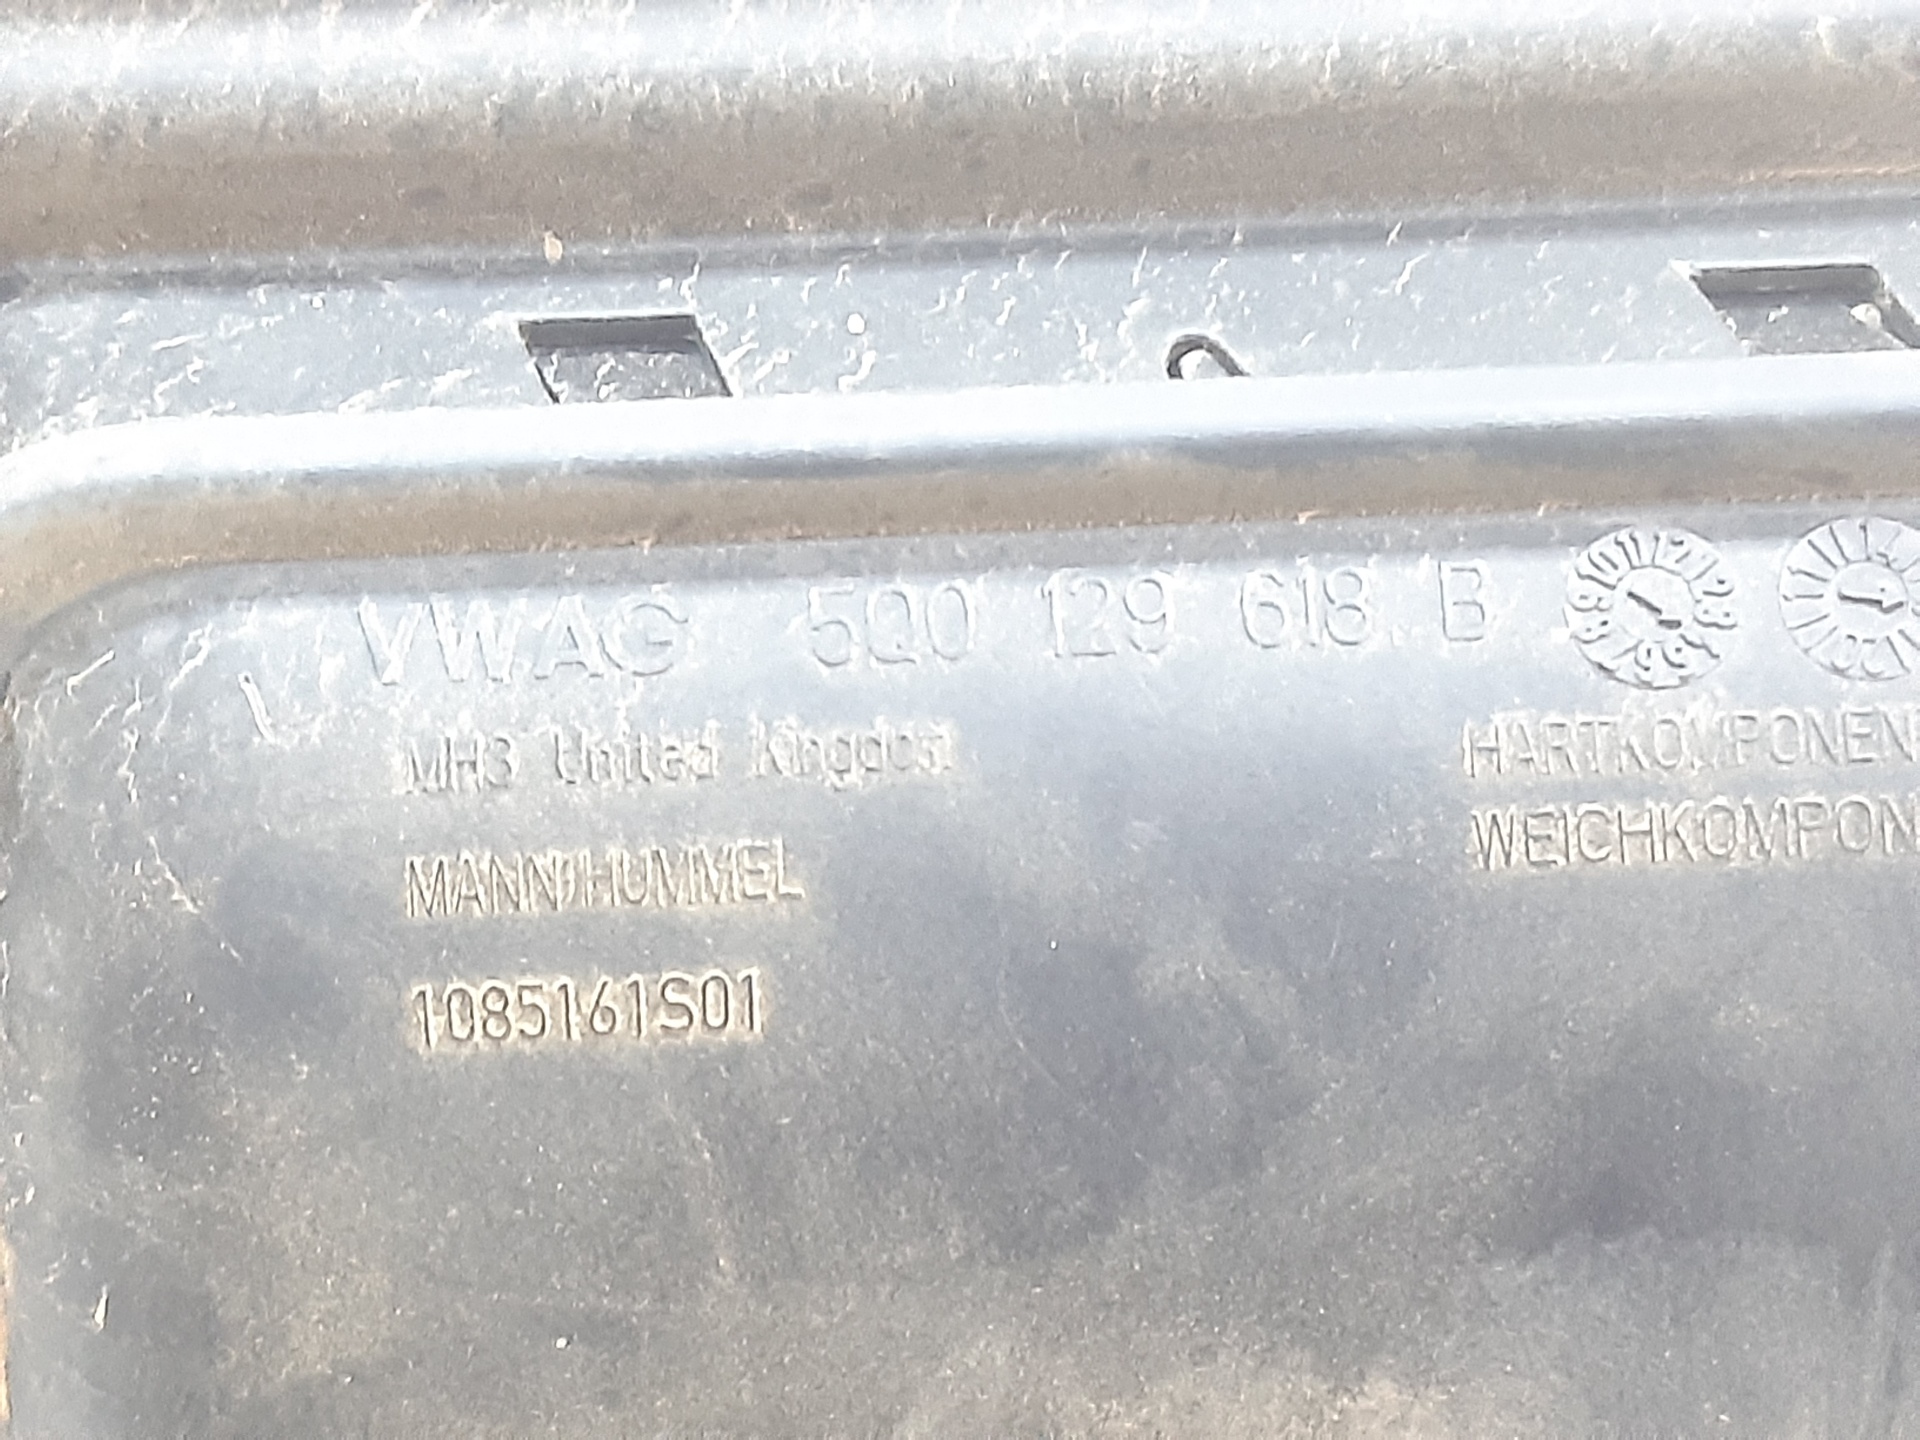 VWAG 5Q0 129 618 B
MH3 United Kingdom
HARTKOMPONEN
MANN+HUMMEL
WEICHKOMPON
1085161S01